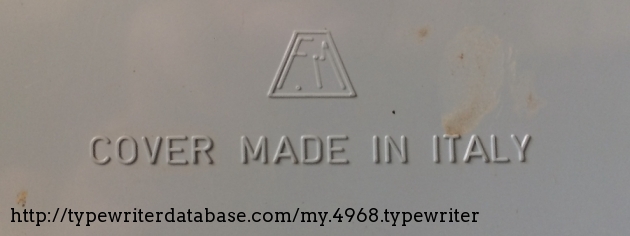 F.M
COVER MADE IN ITALY
http://typewriterdatabase.com/my.4968.typewriter